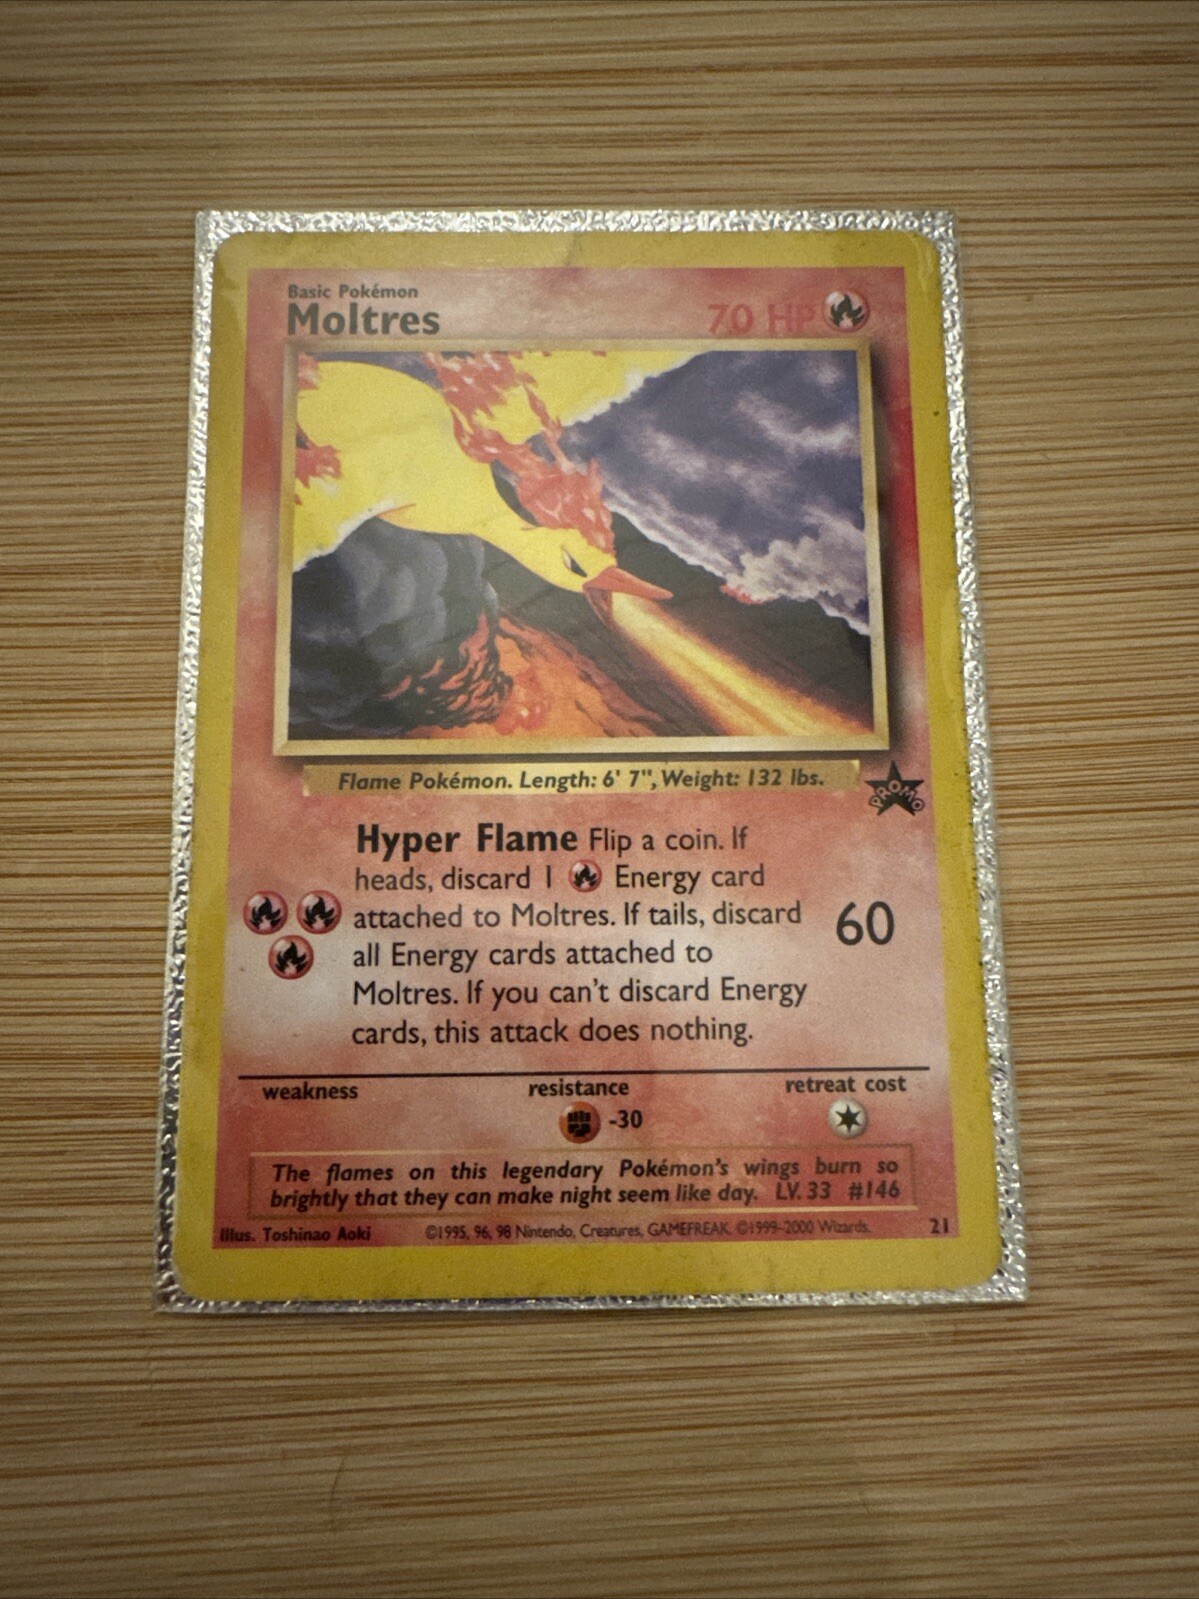 Basic Pokémon
Moltres
70 HP
Flame Pokémon. Length: 6' 7", Weight: 132 lbs.
PROMO
Hyper Flame Flip a coin. If
heads, discard 1 Energy card
attached to Moltres. If tails, discard
all Energy cards attached to
Moltres. If you can't discard Energy
cards, this attack does nothing.
60
weakness resistance retreat cost
-30
The flames on this legendary Pokémon's wings burn so
brightly that they can make night seem like day. LV. 33 #146
Illus. Toshinao Aoki ©1995, 96, 98 Nintendo, Creatures, GAMEFREAK. ©1999-2000 Wizards. 21